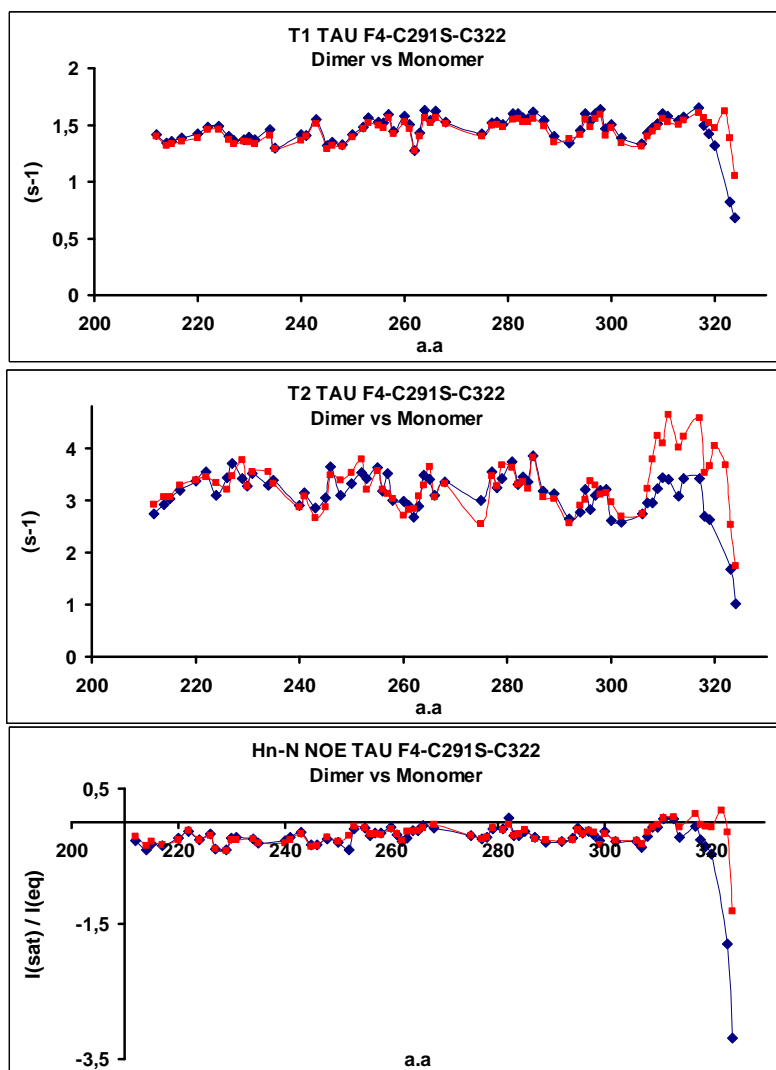 T1 TAU F4-C291S-C322
Dimer vs Monomer
2
1,5
1
0,5
0
(s-1)
200 220 240 260 280 300 320
a.a
T2 TAU F4-C291S-C322
Dimer vs Monomer
4
3
2
1
0
(s-1)
200 220 240 260 280 300 320
a.a
Hn-N NOE TAU F4-C291S-C322
Dimer vs Monomer
0,5
200 220 240 260 280 300 320
-1,5
-3,5
I(sat) / I(eq)
a.a